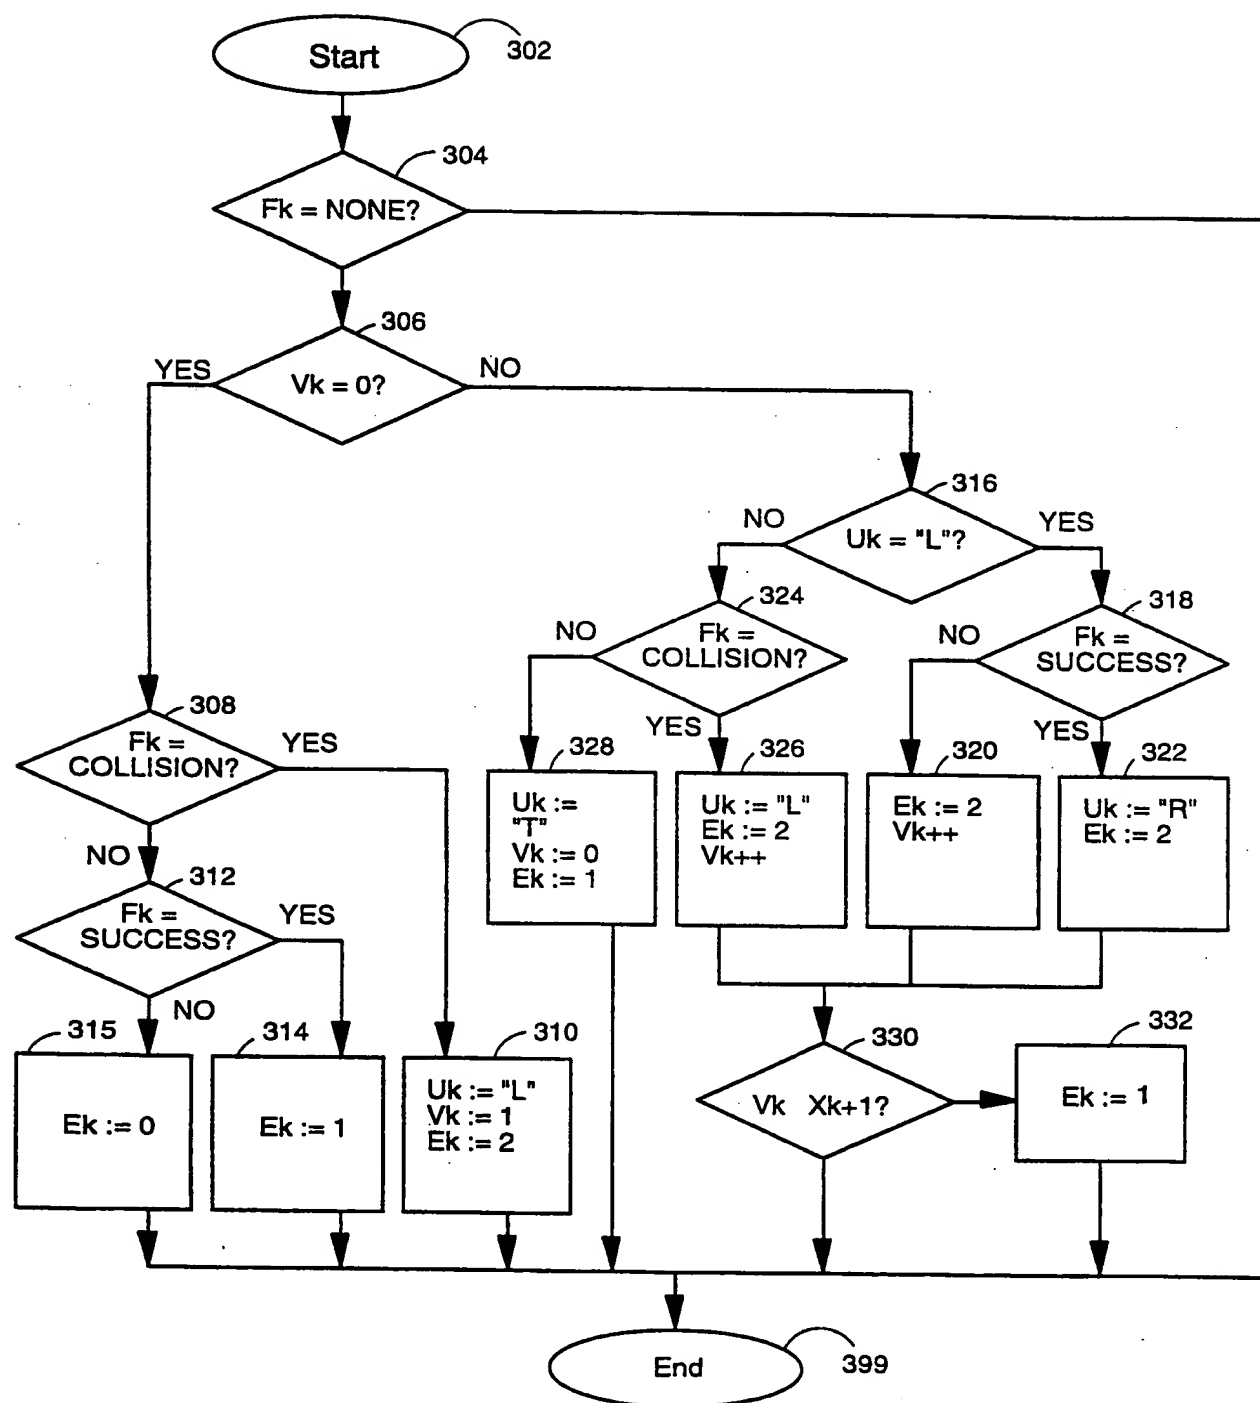 Start
302
304
Fk = NONE?
306
YES
Vk = 0?
NO
316
NO
Uk = "L"?
YES
324
NO
Fk =
COLLISION?
YES
318
NO
Fk =
SUCCESS?
YES
308
Fk =
COLLISION?
YES
NO
328
Uk :=
"T"
Vk := 0
Ek := 1
326
Uk := "L"
Ek := 2
Vk++
320
Ek := 2
Vk++
322
Uk := "R"
Ek := 2
312
Fk =
SUCCESS?
YES
NO
315
Ek := 0
314
Ek := 1
310
Uk := "L"
Vk := 1
Ek := 2
330
Vk Xk+1?
332
Ek := 1
End
399